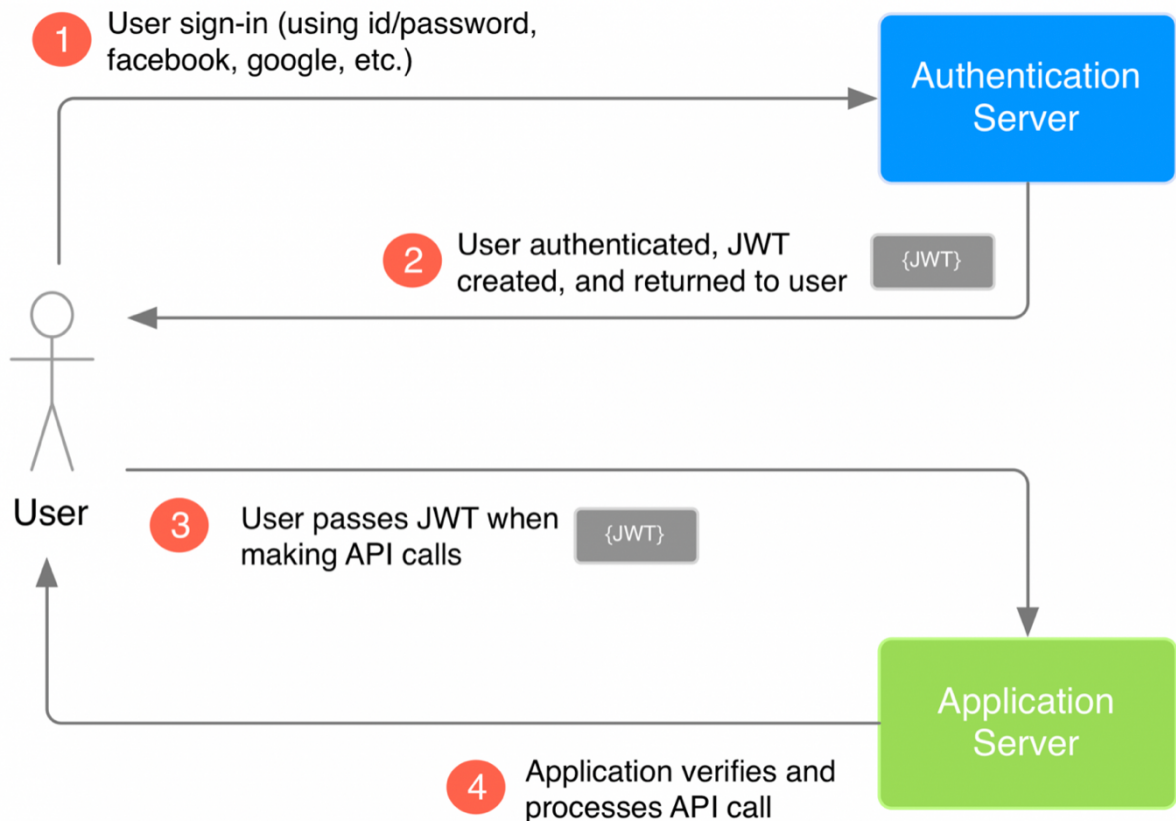 1
User sign-in (using id/password,
facebook, google, etc.)
Authentication
Server
2
User authenticated, JWT
created, and returned to user
{JWT}
User
3
User passes JWT when
making API calls
{JWT}
Application
Server
4
Application verifies and
processes API call